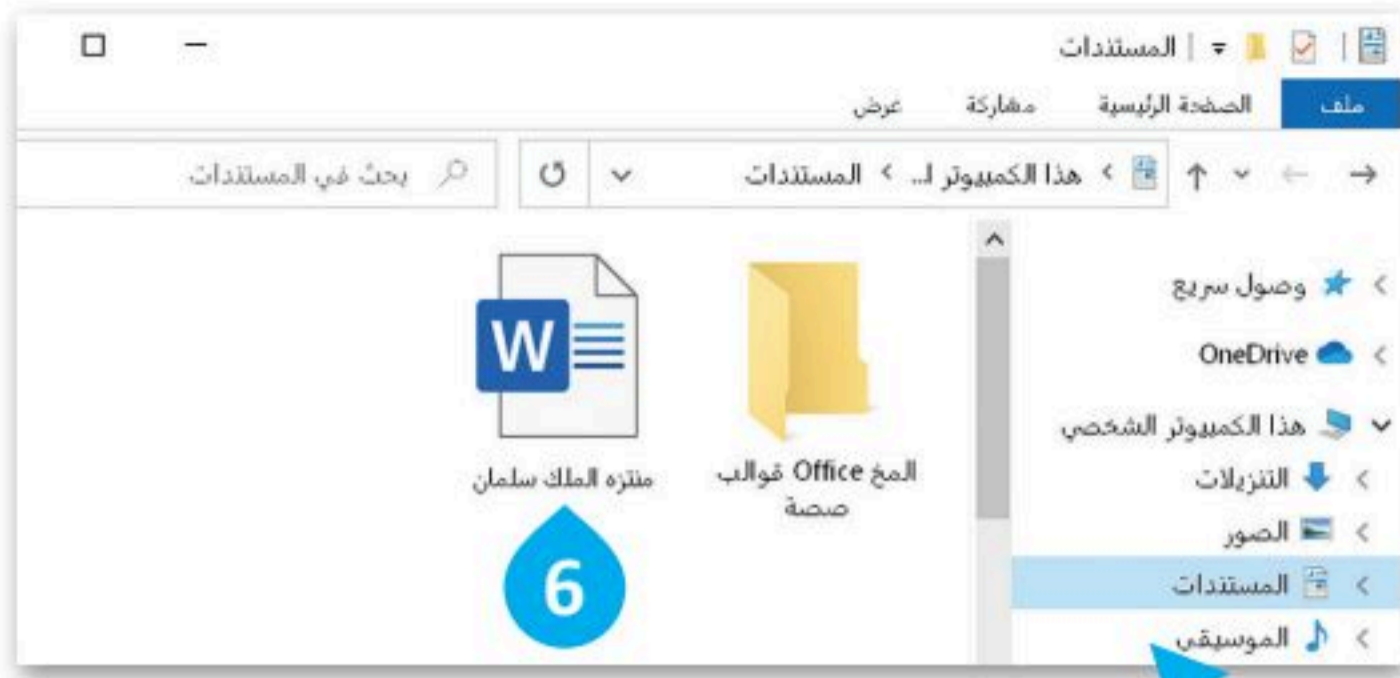 المستندات
ملف الصفحة الرئيسية مشاركة عرض
هذا الكمبيوتر ا... المستندات بحث في المستندات
وصول سريع
OneDrive
هذا الكمبيوتر الشخصي
التنزيلات
الصور
المستندات
الموسيقى
المخ Office قوالب
صصة
منتزه الملك سلمان
W
6